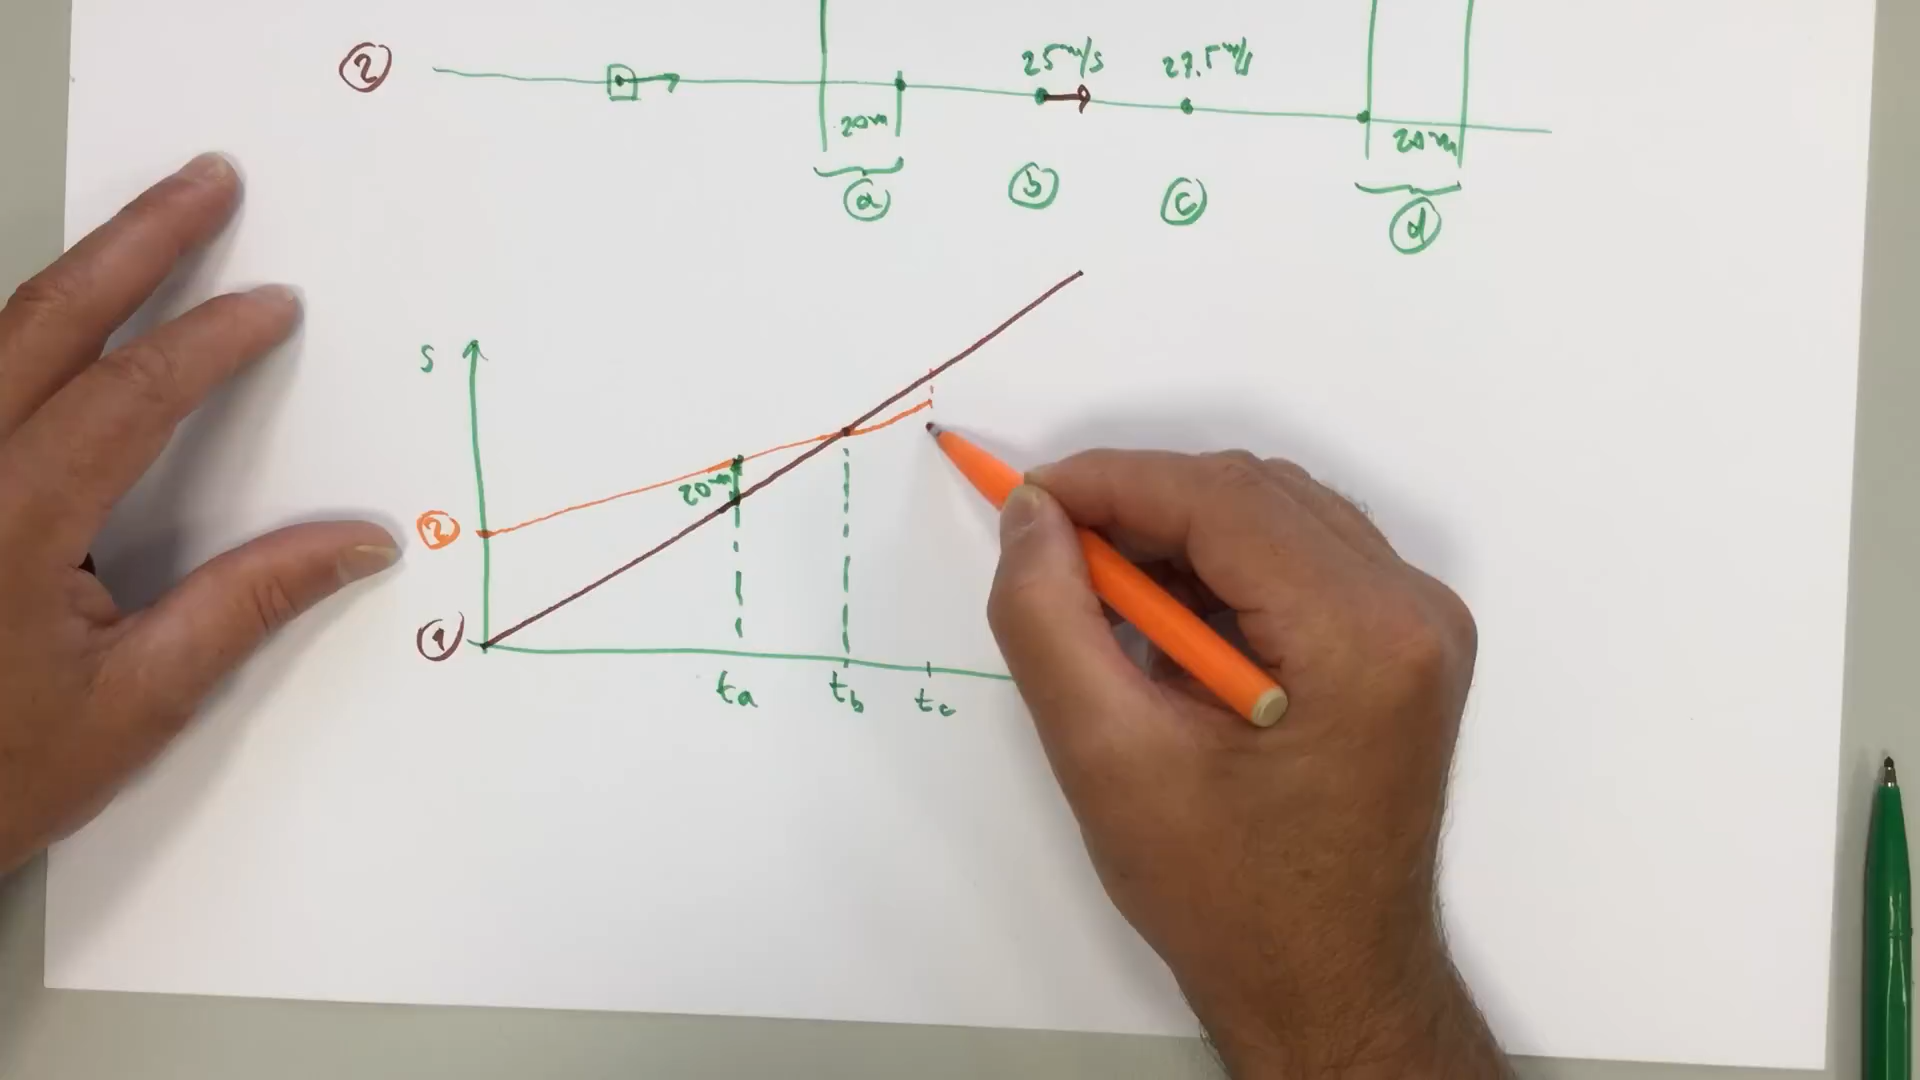 25 m/s 27.5 m/s
②
20m 20m
ⓐ ⓑ ⓒ ⓓ
s
20m
②
①
ta tb tc